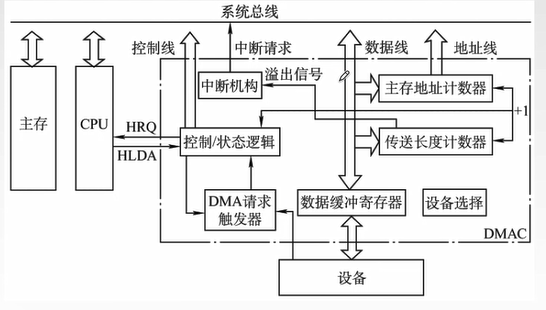 系统总线
控制线
中断请求
数据线
地址线
中断机构
溢出信号
主存地址计数器
主存
CPU
HRQ
HLDA
控制/状态逻辑
传送长度计数器
+1
DMA请求
触发器
数据缓冲寄存器
设备选择
DMAC
设备